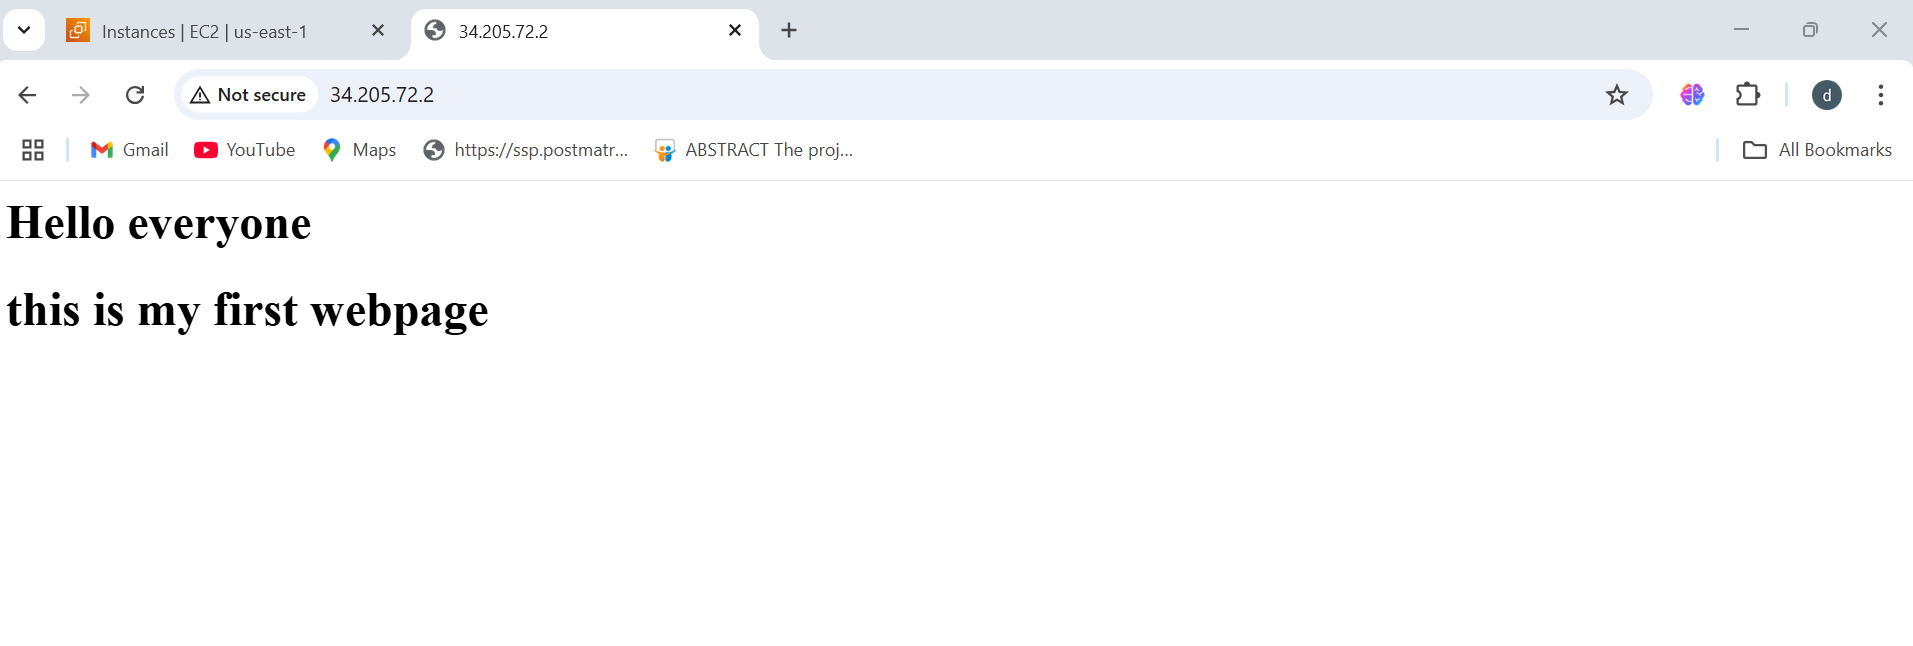 Instances | EC2 | us-east-1
34.205.72.2
Not secure 34.205.72.2
d
Gmail YouTube Maps https://ssp.postmatr... ABSTRACT The proj... All Bookmarks
Hello everyone
this is my first webpage